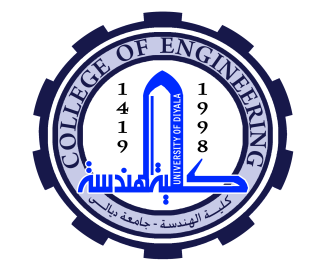 COLLEGE OF ENGINEERING
1419
1998
UNIVERSITY OF DIYALA
كلية الهندسة
كلية الهندسة - جامعة ديالى